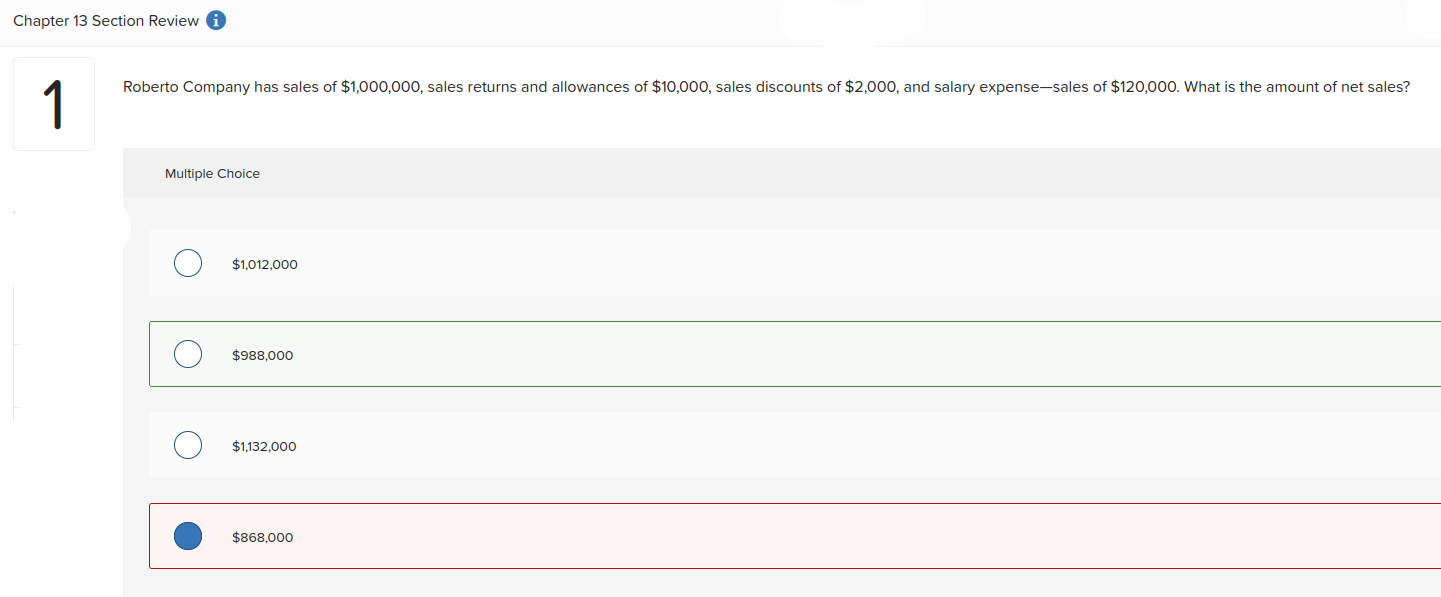 Chapter 13 Section Review i
1
Roberto Company has sales of $1,000,000, sales returns and allowances of $10,000, sales discounts of $2,000, and salary expense—sales of $120,000. What is the amount of net sales?
Multiple Choice
$1,012,000
$988,000
$1,132,000
$868,000